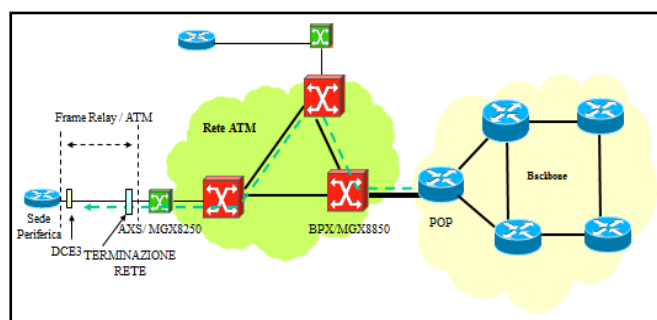 Frame Relay / ATM
Rete ATM
Sede
Periferica
DCE3
TERMINAZIONE
RETE
AXS/ MGX8250
BPX/MGX8850
POP
Backbone